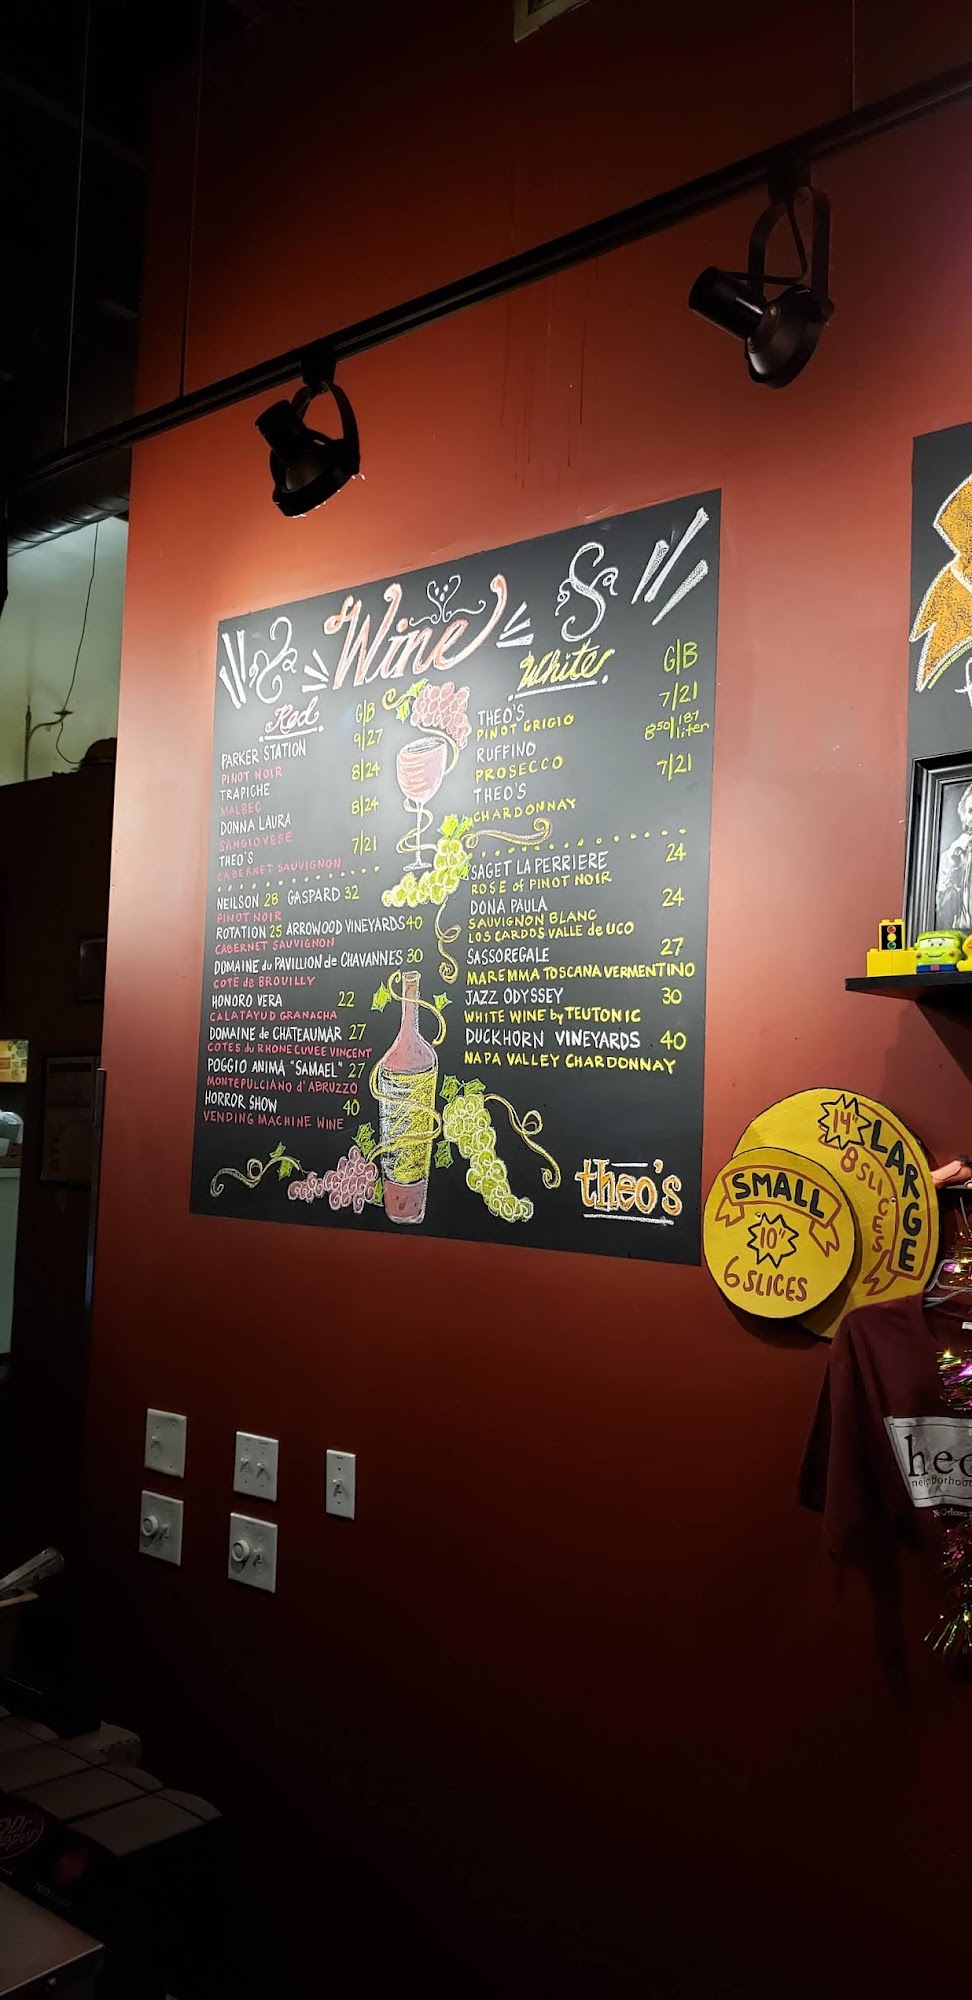 Wine
Red G|B
PARKER STATION 9|27
PINOT NOIR
TRAPICHE 8|24
MALBEC
DONNA LAURA 8|24
SANGIOVESE
THEO'S 7|21
CABERNET SAUVIGNON
NEILSON 28 GASPARD 32
PINOT NOIR
ROTATION 25 ARROWOOD VINEYARDS 40
CABERNET SAUVIGNON
DOMAINE du PAVILLION de CHAVANNES 30
COTE de BROUILLY
HONORO VERA 22
CALATAYUD GRANACHA
DOMAINE de CHATEAUMAR 27
COTES du RHONE CUVEE VINCENT
POGGIO ANIMA "SAMAEL" 27
MONTEPULCIANO d' ABRUZZO
HORROR SHOW 40
VENDING MACHINE WINE
White G|B
THEO'S 7|21
PINOT GRIGIO
RUFFINO 8⁵⁰|187 liter
PROSECCO
THEO'S 7|21
CHARDONNAY
SAGET LA PERRIERE 24
ROSE of PINOT NOIR
DONA PAULA 24
SAUVIGNON BLANC
LOS CARDOS VALLE de UCO
SASSOREGALE 27
MAREMMA TOSCANA VERMENTINO
JAZZ ODYSSEY 30
WHITE WINE by TEUTONIC
DUCKHORN VINEYARDS 40
NAPA VALLEY CHARDONNAY
theo's
14"
LARGE
8 SLICES
SMALL
10"
6 SLICES
heo
neighborhoo
Dr